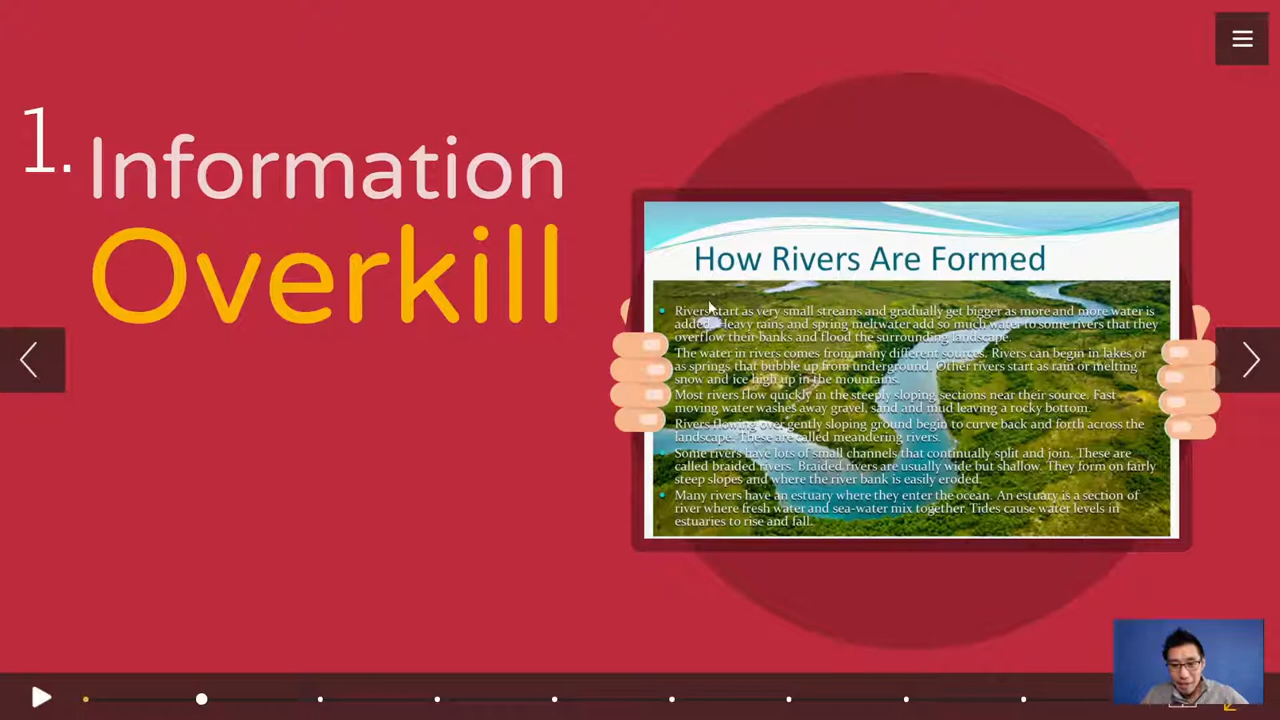 1.
Information
Overkill
How Rivers Are Formed
• Rivers start as very small streams and gradually get bigger as more and more water is
added. Heavy rains and spring meltwater add so much water to some rivers that they
overflow their banks and flood the surrounding landscape.
• The water in rivers comes from many different sources. Rivers can begin in lakes or
as springs that bubble up from underground. Other rivers start as rain or melting
snow and ice high up in the mountains.
• Most rivers flow quickly in the steeply sloping sections near their source. Fast
moving water washes away gravel, sand and mud leaving a rocky bottom.
• Rivers flowing over gently sloping ground begin to curve back and forth across the
landscape. These are called meandering rivers.
• Some rivers have lots of small channels that continually split and join. These are
called braided rivers. Braided rivers are usually wide but shallow. They form on fairly
steep slopes and where the river bank is easily eroded.
• Many rivers have an estuary where they enter the ocean. An estuary is a section of
river where fresh water and sea-water mix together. Tides cause water levels in
estuaries to rise and fall.